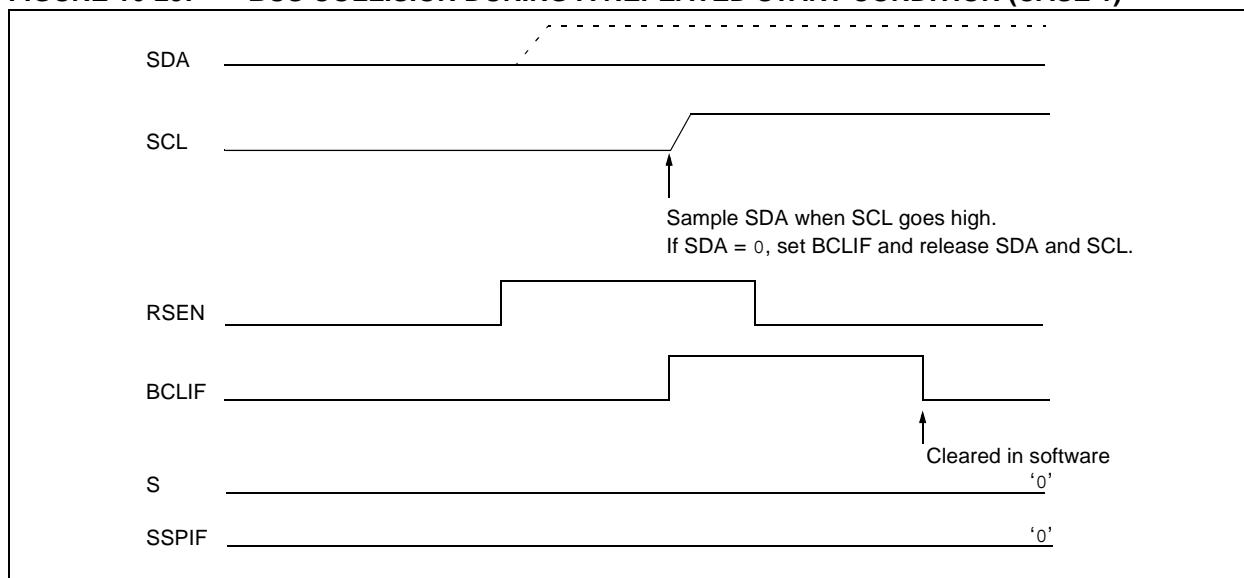 SDA
SCL
Sample SDA when SCL goes high.
If SDA = 0, set BCLIF and release SDA and SCL.
RSEN
BCLIF
Cleared in software
S
'0'
SSPIF
'0'